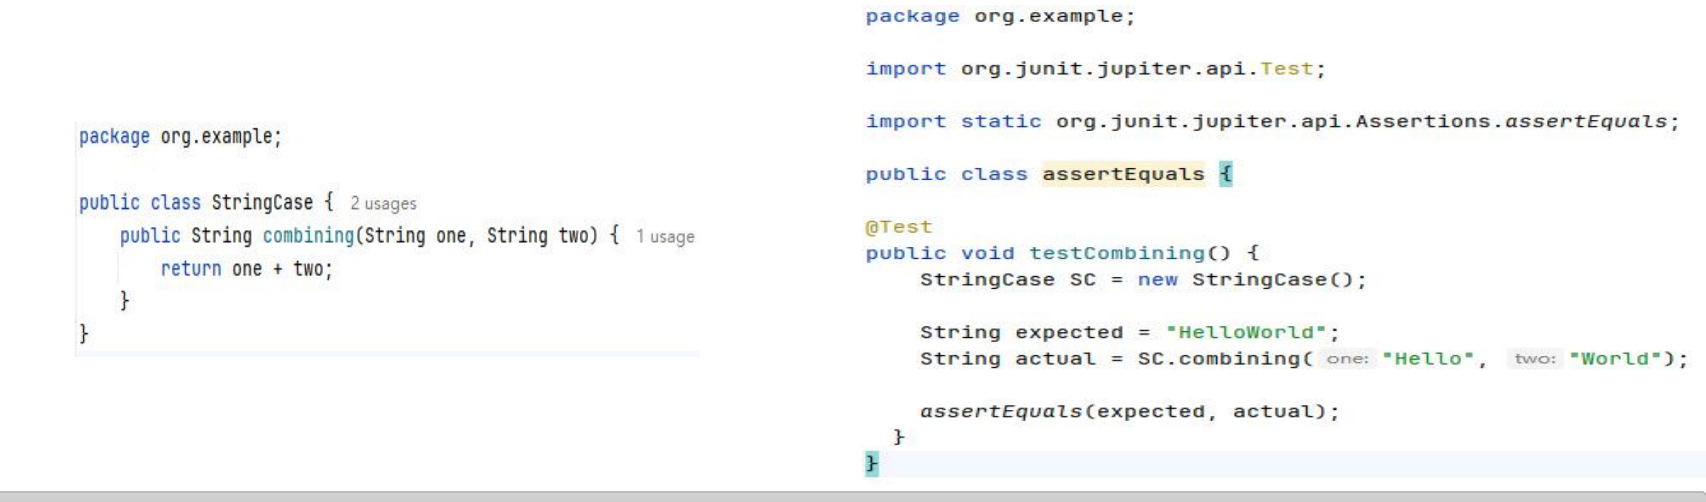 package org.example;
public class StringCase { 2 usages
public String combining(String one, String two) { 1 usage
return one + two;
}
}
package org.example;
import org.junit.jupiter.api.Test;
import static org.junit.jupiter.api.Assertions.assertEquals;
public class assertEquals {
@Test
public void testCombining() {
StringCase SC = new StringCase();
String expected = "HelloWorld";
String actual = SC.combining( one: "Hello", two: "World");
assertEquals(expected, actual);
}
}